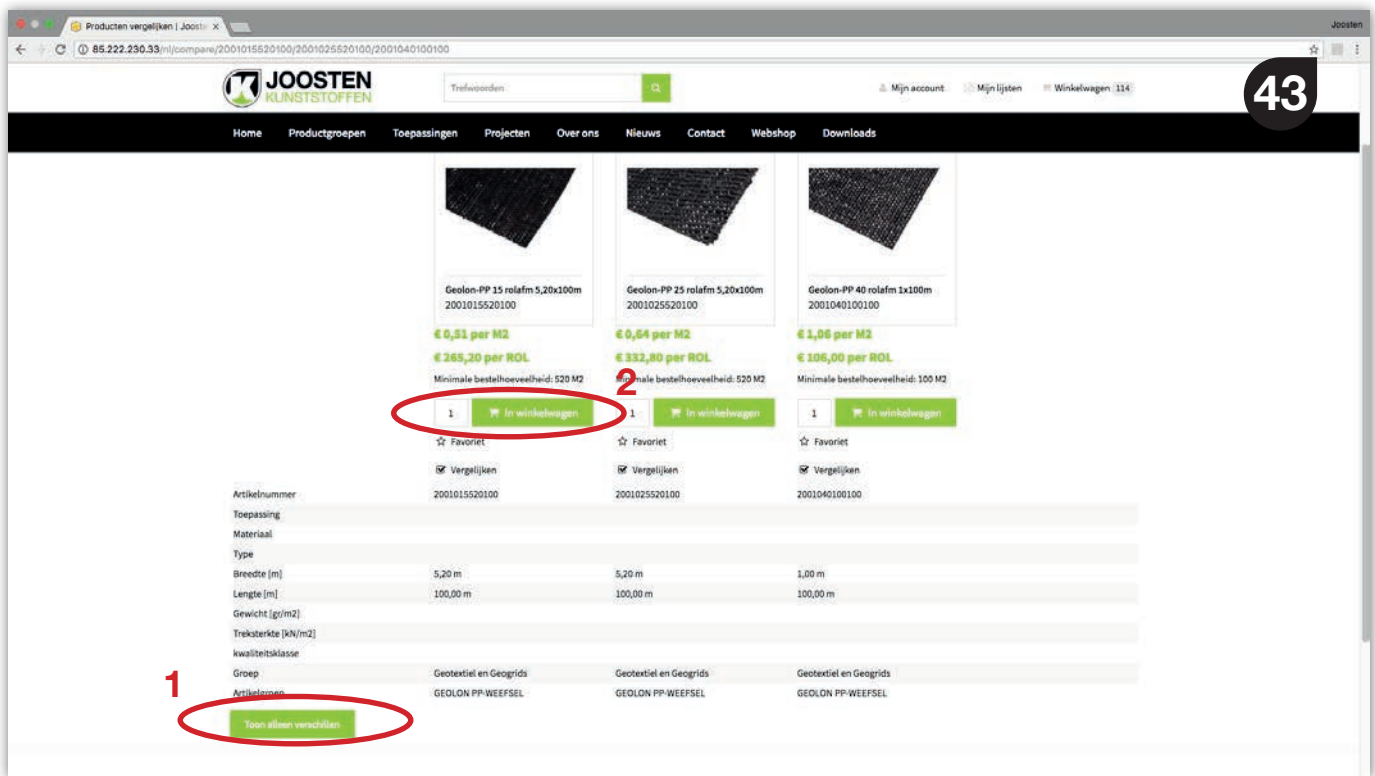 Producten vergelijken | Jooste x
Joosten
85.222.230.33/nl/compare/2001015520100/2001025520100/2001040100100
JOOSTEN
KUNSTSTOFFEN
Trefwoorden
Mijn account Mijn lijsten Winkelwagen 114
43
Home Productgroepen Toepassingen Projecten Over ons Nieuws Contact Webshop Downloads
Geolon-PP 15 rolafm 5,20x100m Geolon-PP 25 rolafm 5,20x100m Geolon-PP 40 rolafm 1x100m
2001015520100 2001025520100 2001040100100
€ 0,51 per M2 € 0,64 per M2 € 1,06 per M2
€ 265,20 per ROL € 332,80 per ROL € 106,00 per ROL
Minimale bestelhoeveelheid: 520 M2 Minimale bestelhoeveelheid: 520 M2 Minimale bestelhoeveelheid: 100 M2
2
1 In winkelwagen 1 In winkelwagen 1 In winkelwagen
Favoriet Favoriet Favoriet
Vergelijken Vergelijken Vergelijken
Artikelnummer 2001015520100 2001025520100 2001040100100
Toepassing
Materiaal
Type
Breedte [m] 5,20 m 5,20 m 1,00 m
Lengte [m] 100,00 m 100,00 m 100,00 m
Gewicht [gr/m2]
Treksterkte [kN/m2]
kwaliteitsklasse
Groep Geotextiel en Geogrids Geotextiel en Geogrids Geotextiel en Geogrids
1
Artikelgroep GEOLON PP-WEEFSEL GEOLON PP-WEEFSEL GEOLON PP-WEEFSEL
Toon alleen verschillen